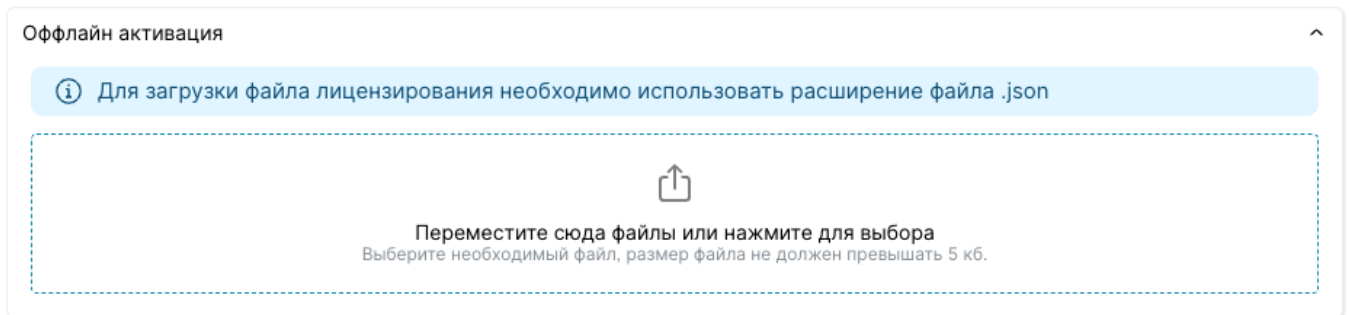 Оффлайн активация
Для загрузки файла лицензирования необходимо использовать расширение файла .json
Переместите сюда файлы или нажмите для выбора
Выберите необходимый файл, размер файла не должен превышать 5 кб.